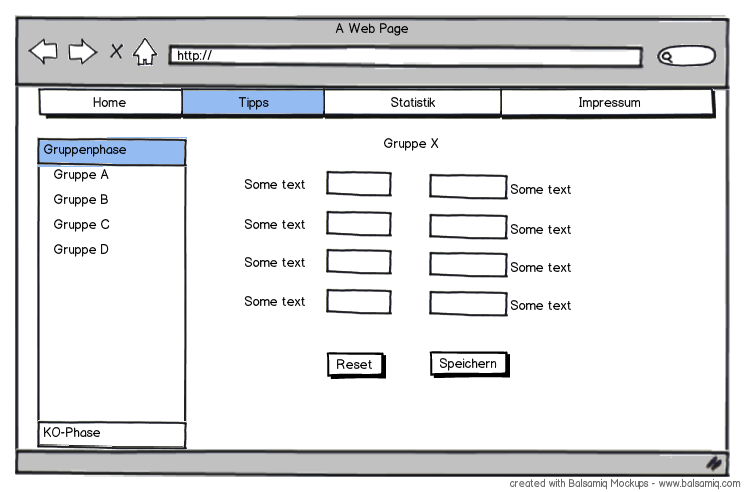 A Web Page
http://
Home Tipps Statistik Impressum
Gruppenphase
Gruppe A
Gruppe B
Gruppe C
Gruppe D
KO-Phase
Gruppe X
Some text Some text
Some text Some text
Some text Some text
Some text Some text
Reset Speichern
created with Balsamiq Mockups - www.balsamiq.com